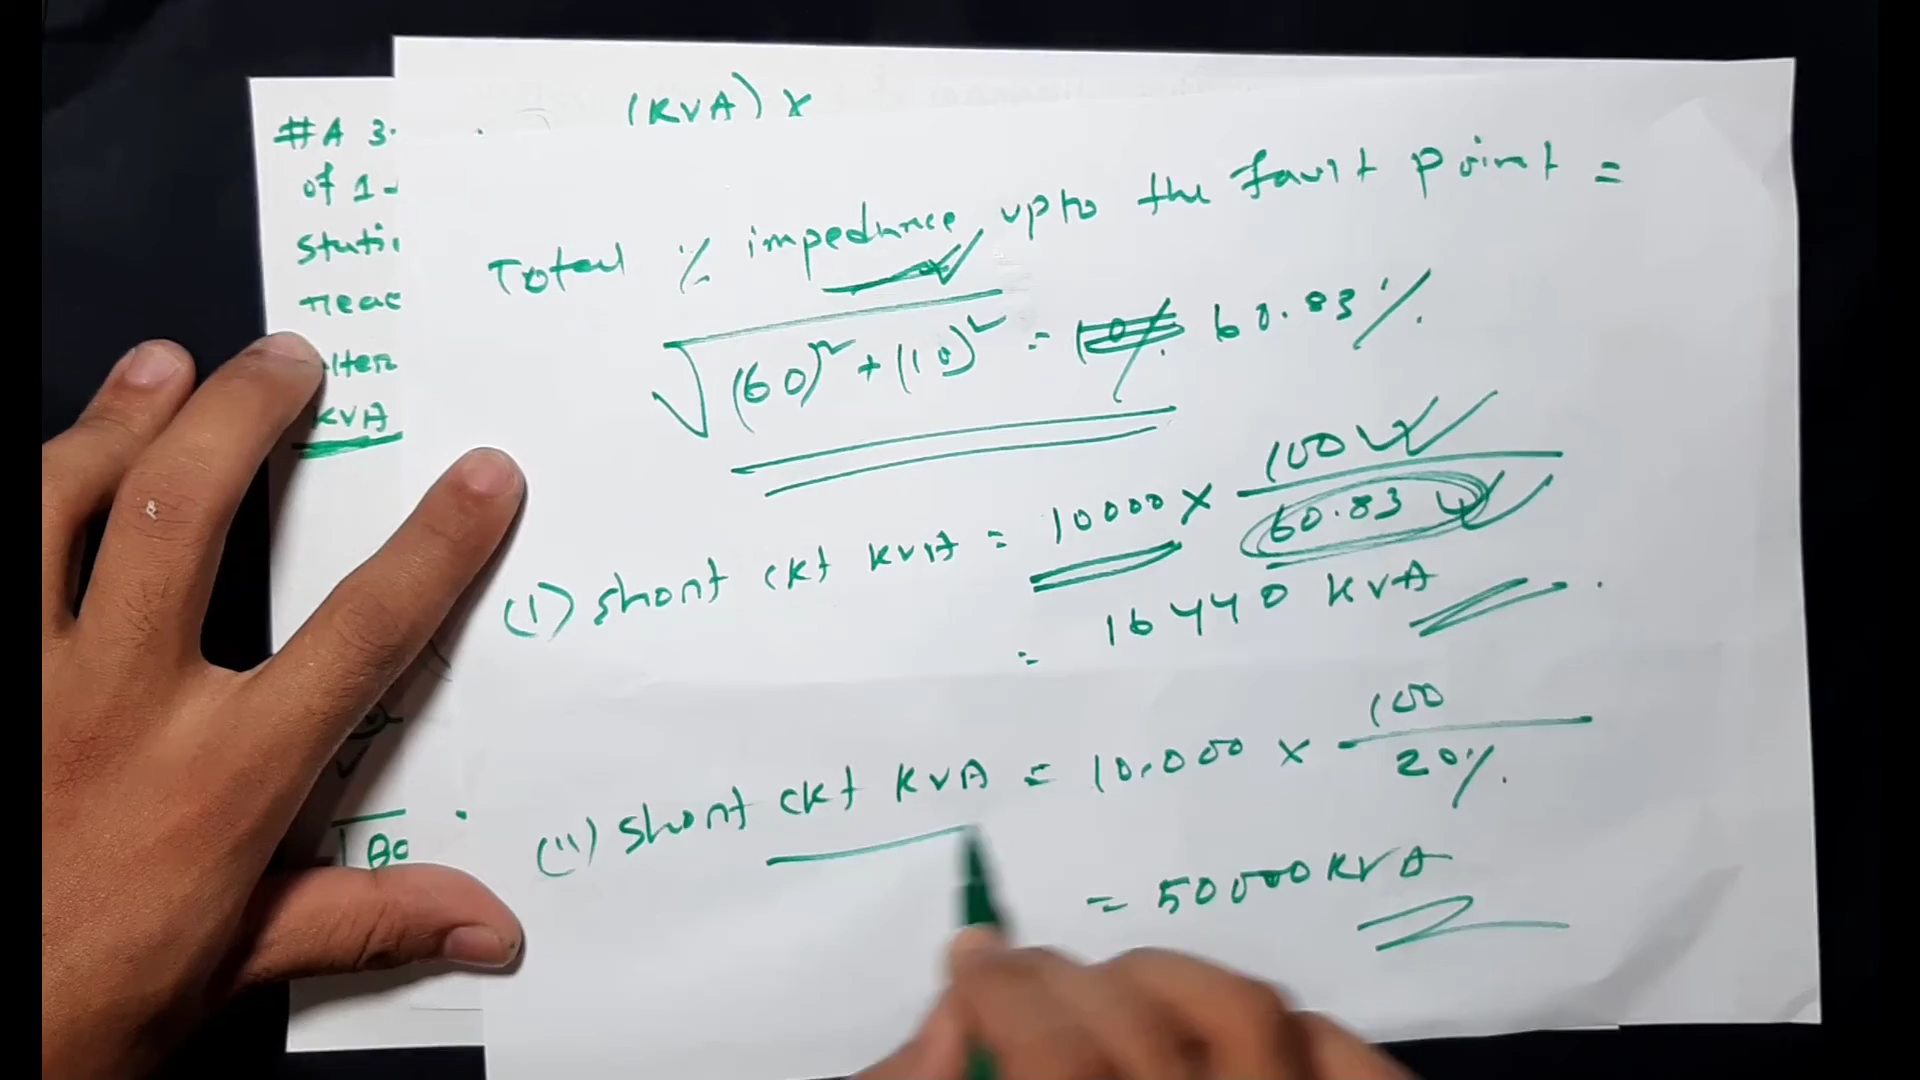 #A 3.
of 1
Stati
reac
lter
KVA
(KVA) x
Total % impedance upto the fault point =
√(60)² + (10)² = 60.83%.
(I) short ckt KVA = 10000 x 100 / 60.83
= 16440 KVA
(II) short ckt KVA = 10,000 x 100 / 20%.
= 50000 KVA